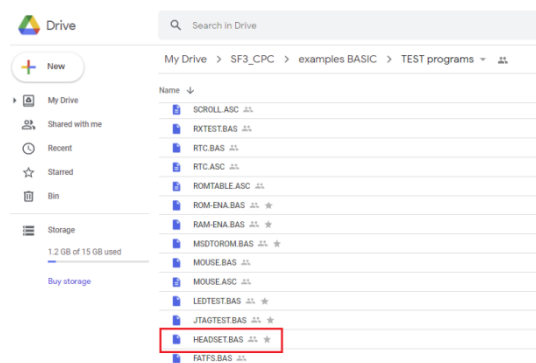 Drive
Search in Drive
New
My Drive > SF3_CPC > examples BASIC > TEST programs
Name
My Drive
Shared with me
Recent
Starred
Bin
Storage
1.2 GB of 15 GB used
Buy storage
SCROLL.ASC
RXTEST.BAS
RTC.BAS
RTC.ASC
ROMTABLE.ASC
ROM-ENA.BAS
RAM-ENA.BAS
MSDTOROM.BAS
MOUSE.BAS
MOUSE.ASC
LEDTEST.BAS
JTAGTEST.BAS
HEADSET.BAS
FATFS.BAS